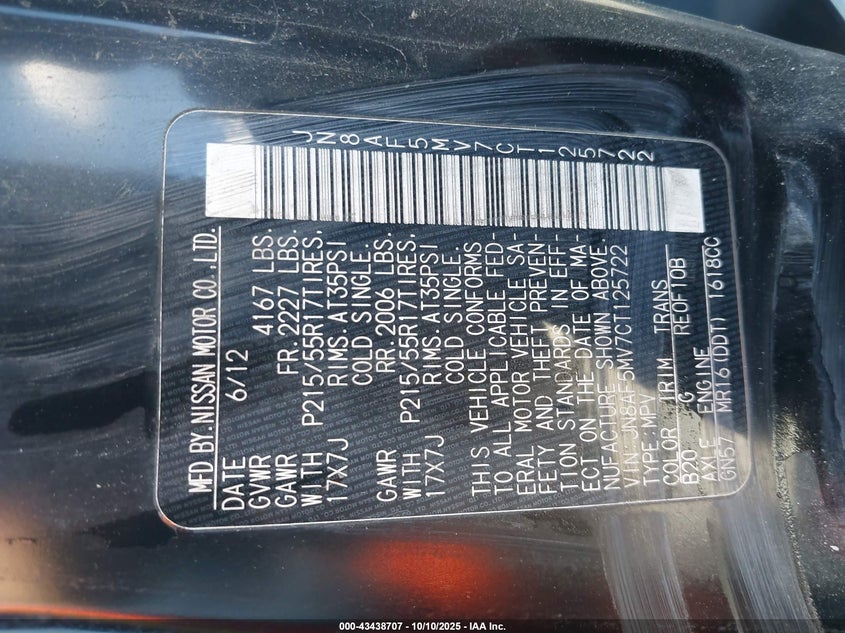 JN8AF5MV7CT125722
MFD BY:NISSAN MOTOR CO.,LTD.
DATE 6/12
GVWR 4167 LBS.
GAWR FR.2227 LBS.
WITH P215/55R17TIRES,
17X7J RIMS.AT35PSI
COLD SINGLE.
GAWR RR.2006 LBS.
WITH P215/55R17TIRES,
17X7J RIMS.AT35PSI
COLD SINGLE.
THIS VEHICLE CONFORMS
TO ALL APPLICABLE FED-
ERAL MOTOR VEHICLE SA-
FETY AND THEFT PREVEN-
TION STANDARDS IN EFF-
ECT ON THE DATE OF MA-
NUFACTURE SHOWN ABOVE.
VIN:JN8AF5MV7CT125722
TYPE:MPV
COLOR TRIM TRANS
B20 G RE0F10B
AXLE ENGINE
GN57 MR16(DDT) 1618CC
000-43438707 - 10/10/2025 - IAA Inc.